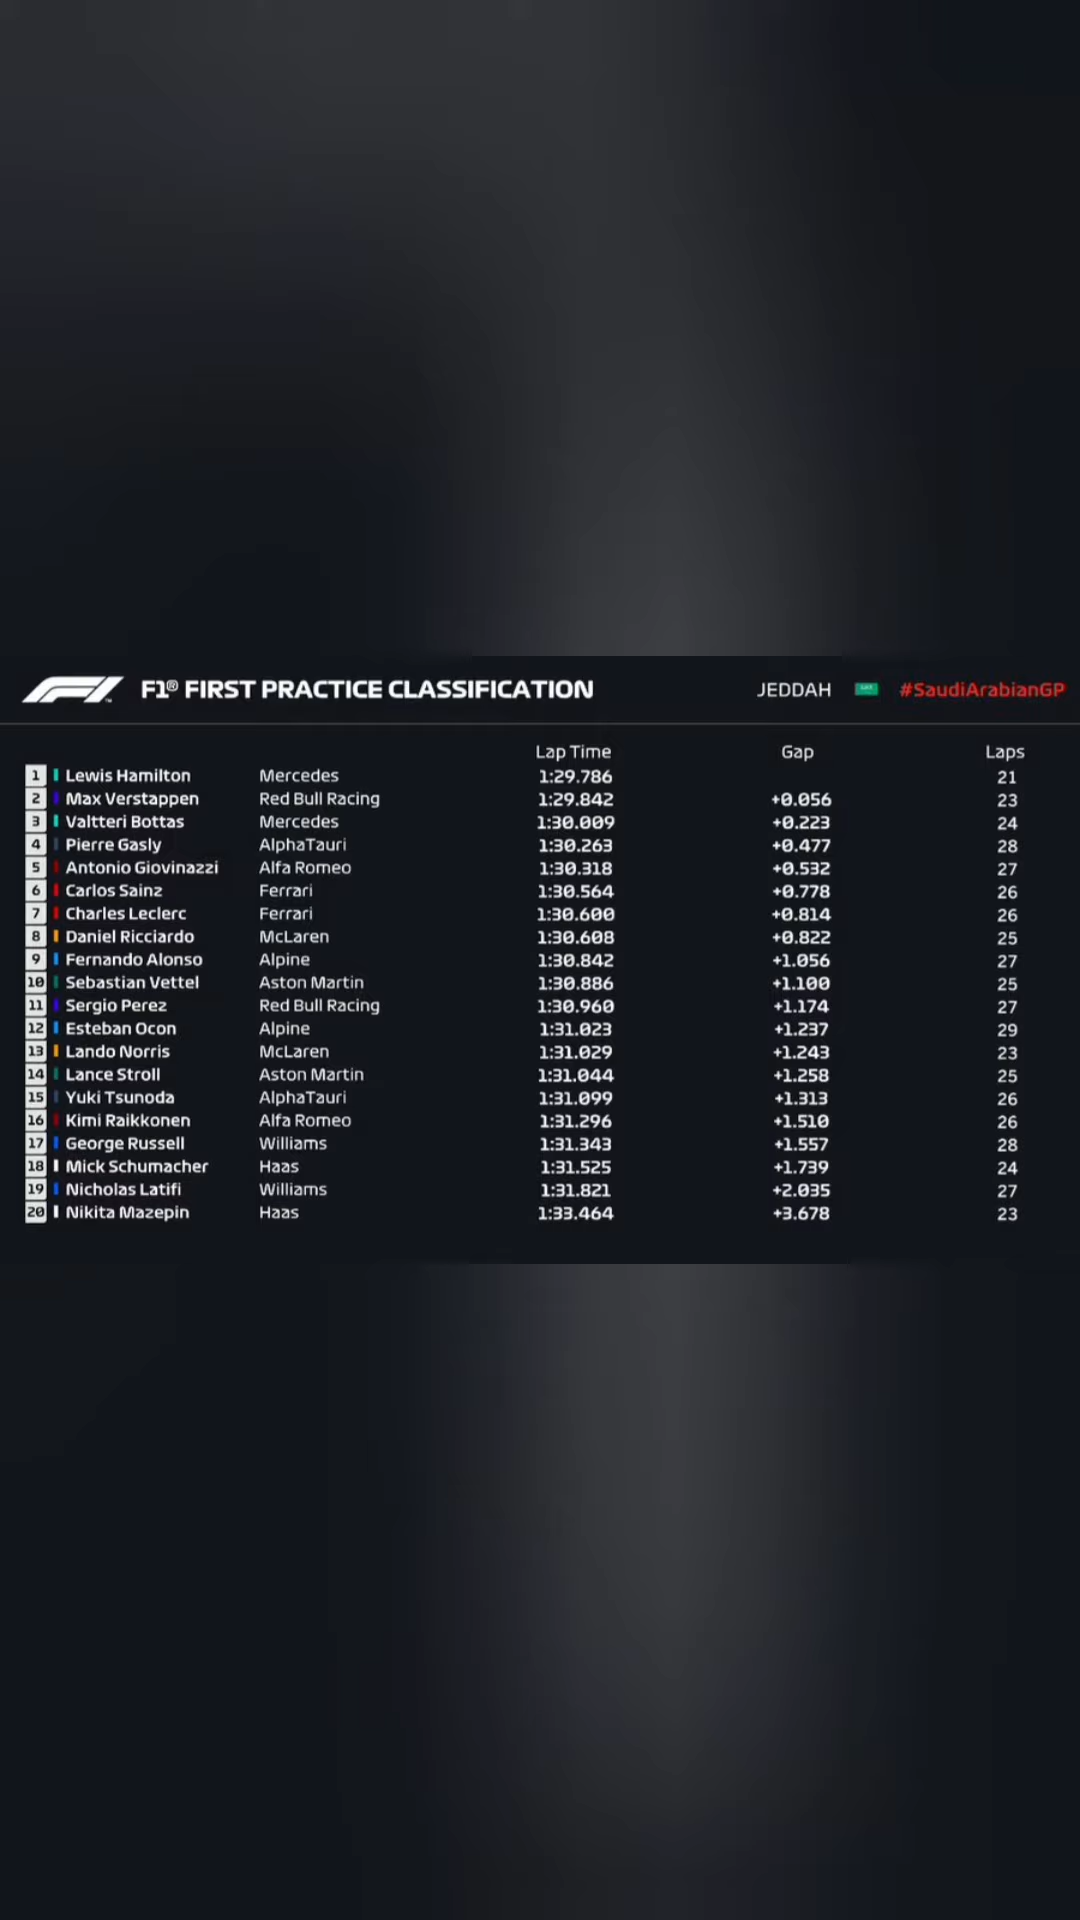 F1® FIRST PRACTICE CLASSIFICATION JEDDAH #SaudiArabianGP
Lap Time Gap Laps
1 Lewis Hamilton Mercedes 1:29.786 21
2 Max Verstappen Red Bull Racing 1:29.842 +0.056 23
3 Valtteri Bottas Mercedes 1:30.009 +0.223 24
4 Pierre Gasly AlphaTauri 1:30.263 +0.477 28
5 Antonio Giovinazzi Alfa Romeo 1:30.318 +0.532 27
6 Carlos Sainz Ferrari 1:30.564 +0.778 26
7 Charles Leclerc Ferrari 1:30.600 +0.814 26
8 Daniel Ricciardo McLaren 1:30.608 +0.822 25
9 Fernando Alonso Alpine 1:30.842 +1.056 27
10 Sebastian Vettel Aston Martin 1:30.886 +1.100 25
11 Sergio Perez Red Bull Racing 1:30.960 +1.174 27
12 Esteban Ocon Alpine 1:31.023 +1.237 29
13 Lando Norris McLaren 1:31.029 +1.243 23
14 Lance Stroll Aston Martin 1:31.044 +1.258 25
15 Yuki Tsunoda AlphaTauri 1:31.099 +1.313 26
16 Kimi Raikkonen Alfa Romeo 1:31.296 +1.510 26
17 George Russell Williams 1:31.343 +1.557 28
18 Mick Schumacher Haas 1:31.525 +1.739 24
19 Nicholas Latifi Williams 1:31.821 +2.035 27
20 Nikita Mazepin Haas 1:33.464 +3.678 23